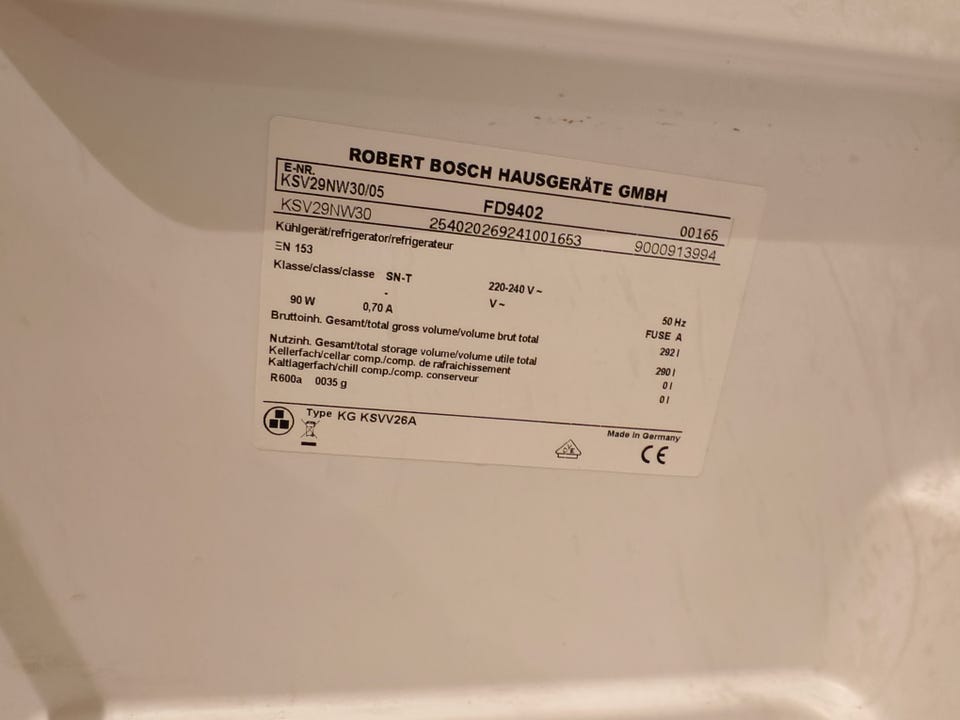 ROBERT BOSCH HAUSGERÄTE GMBH
E-NR.
KSV29NW30/05 FD9402 00165
KSV29NW30 254020269241001653 9000913994
Kühlgerät/refrigerator/refrigerateur
EN 153
Klasse/class/classe SN-T 220-240 V ~ 50 Hz
- V ~ FUSE A
90 W 0,70 A
Bruttoinh. Gesamt/total gross volume/volume brut total 292 l
Nutzinh. Gesamt/total storage volume/volume utile total 290 l
Kellerfach/cellar comp./comp. de rafraichissement 0 l
Kaltlagerfach/chill comp./comp. conserveur 0 l
R600a 0035 g
Type KG KSVV26A
Made in Germany
CE